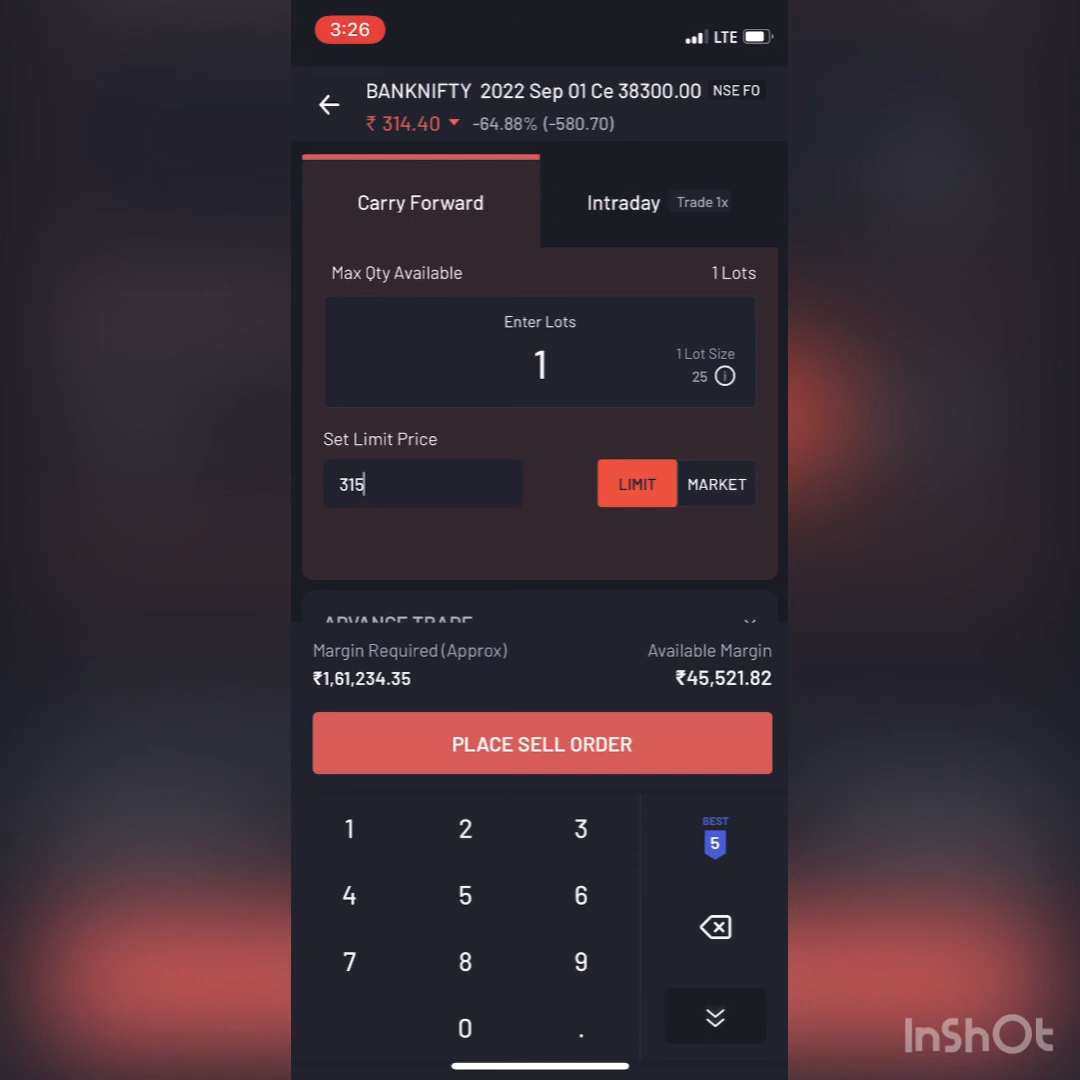 3:26
LTE
BANKNIFTY 2022 Sep 01 Ce 38300.00 NSE FO
₹ 314.40 -64.88% (-580.70)
Carry Forward
Intraday Trade 1x
Max Qty Available 1 Lots
Enter Lots
1
1 Lot Size
25
Set Limit Price
315
LIMIT MARKET
ADVANCE TRADE
Margin Required (Approx) Available Margin
₹1,61,234.35 ₹45,521.82
PLACE SELL ORDER
1 2 3
BEST
5
4 5 6
7 8 9
0 .
InShOt